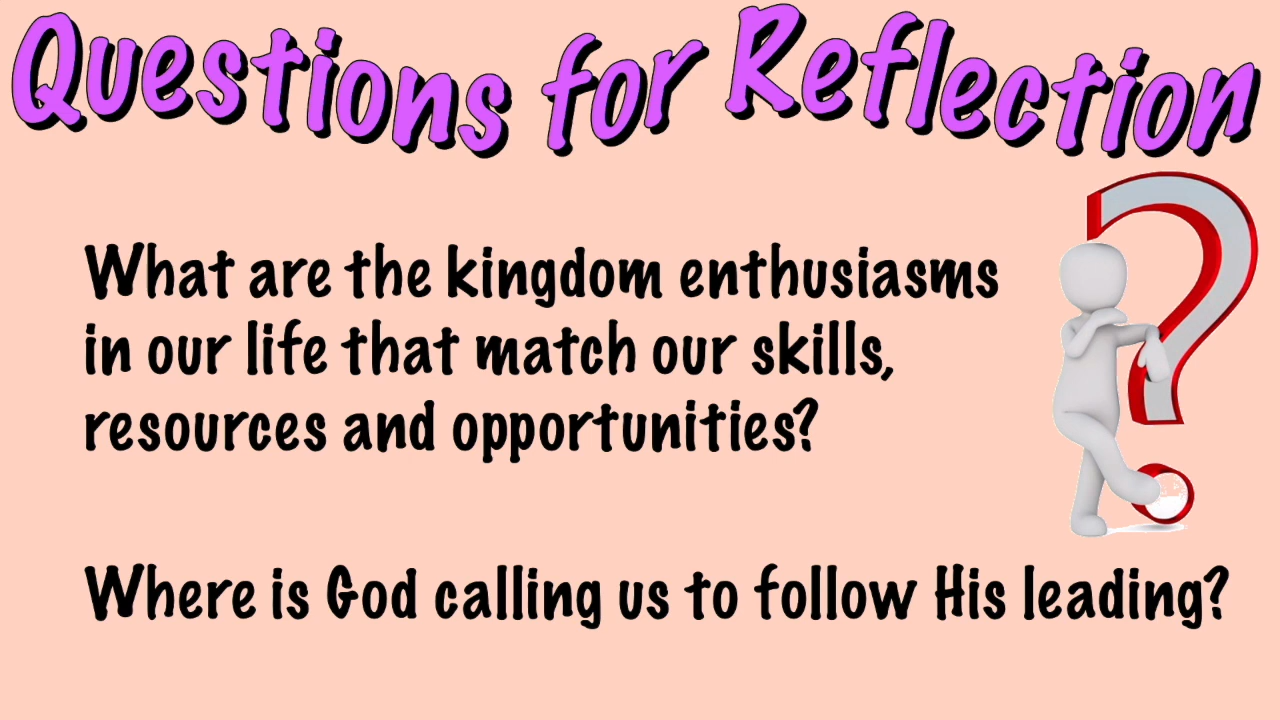 Questions for Reflection
What are the kingdom enthusiasms
in our life that match our skills,
resources and opportunities?
Where is God calling us to follow His leading?